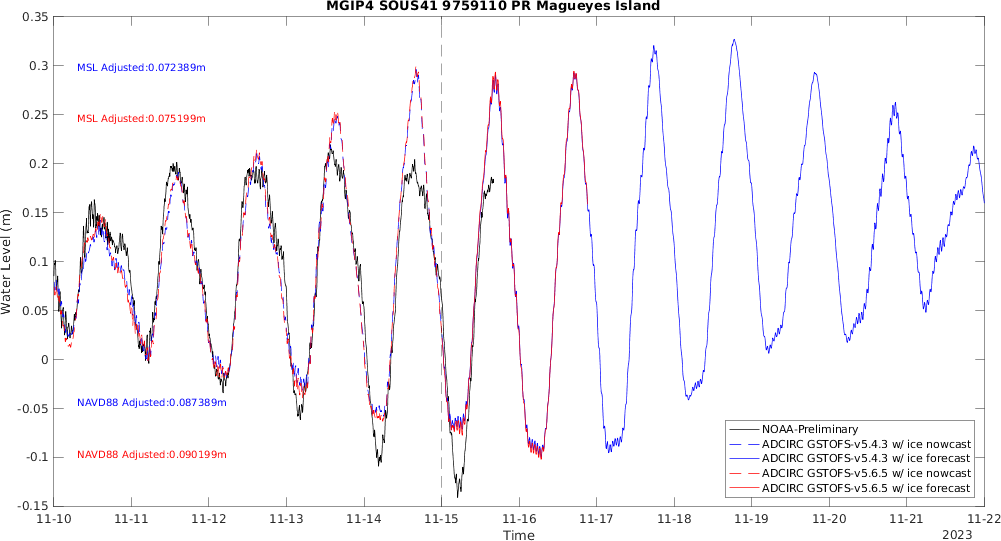 MGIP4 SOUS41 9759110 PR Magueyes Island
0.35
0.3
0.25
0.2
0.15
0.1
0.05
0
-0.05
-0.1
-0.15
Water Level (m)
MSL Adjusted:0.072389m
MSL Adjusted:0.075199m
NAVD88 Adjusted:0.087389m
NAVD88 Adjusted:0.090199m
NOAA-Preliminary
ADCIRC GSTOFS-v5.4.3 w/ ice nowcast
ADCIRC GSTOFS-v5.4.3 w/ ice forecast
ADCIRC GSTOFS-v5.6.5 w/ ice nowcast
ADCIRC GSTOFS-v5.6.5 w/ ice forecast
11-10 11-11 11-12 11-13 11-14 11-15 11-16 11-17 11-18 11-19 11-20 11-21 11-22
Time
2023